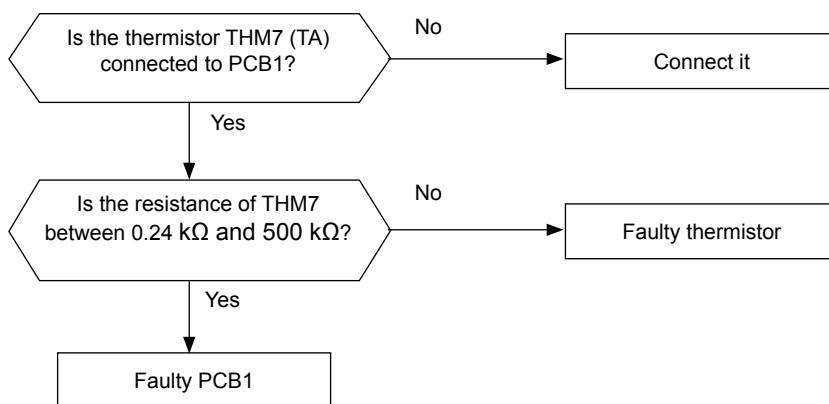 Is the thermistor THM7 (TA)
connected to PCB1?
No
Connect it
Yes
Is the resistance of THM7
between 0.24 kΩ and 500 kΩ?
No
Faulty thermistor
Yes
Faulty PCB1